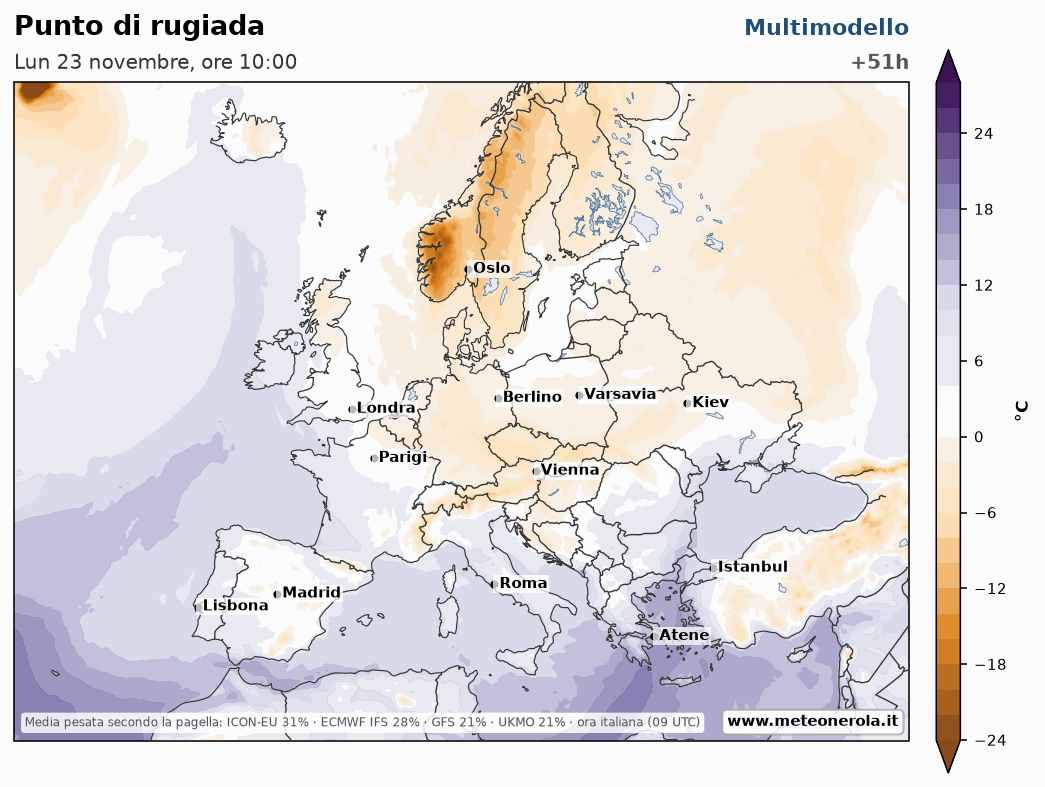 Punto di rugiada
Multimodello
Lun 23 novembre, ore 10:00
+51h
24
18
12
6
0
−6
−12
−18
−24
°C
Oslo
Londra
Berlino
Varsavia
Kiev
Parigi
Vienna
Istanbul
Roma
Madrid
Lisbona
Atene
Media pesata secondo la pagella: ICON-EU 31% · ECMWF IFS 28% · GFS 21% · UKMO 21% · ora italiana (09 UTC)
www.meteonerola.it